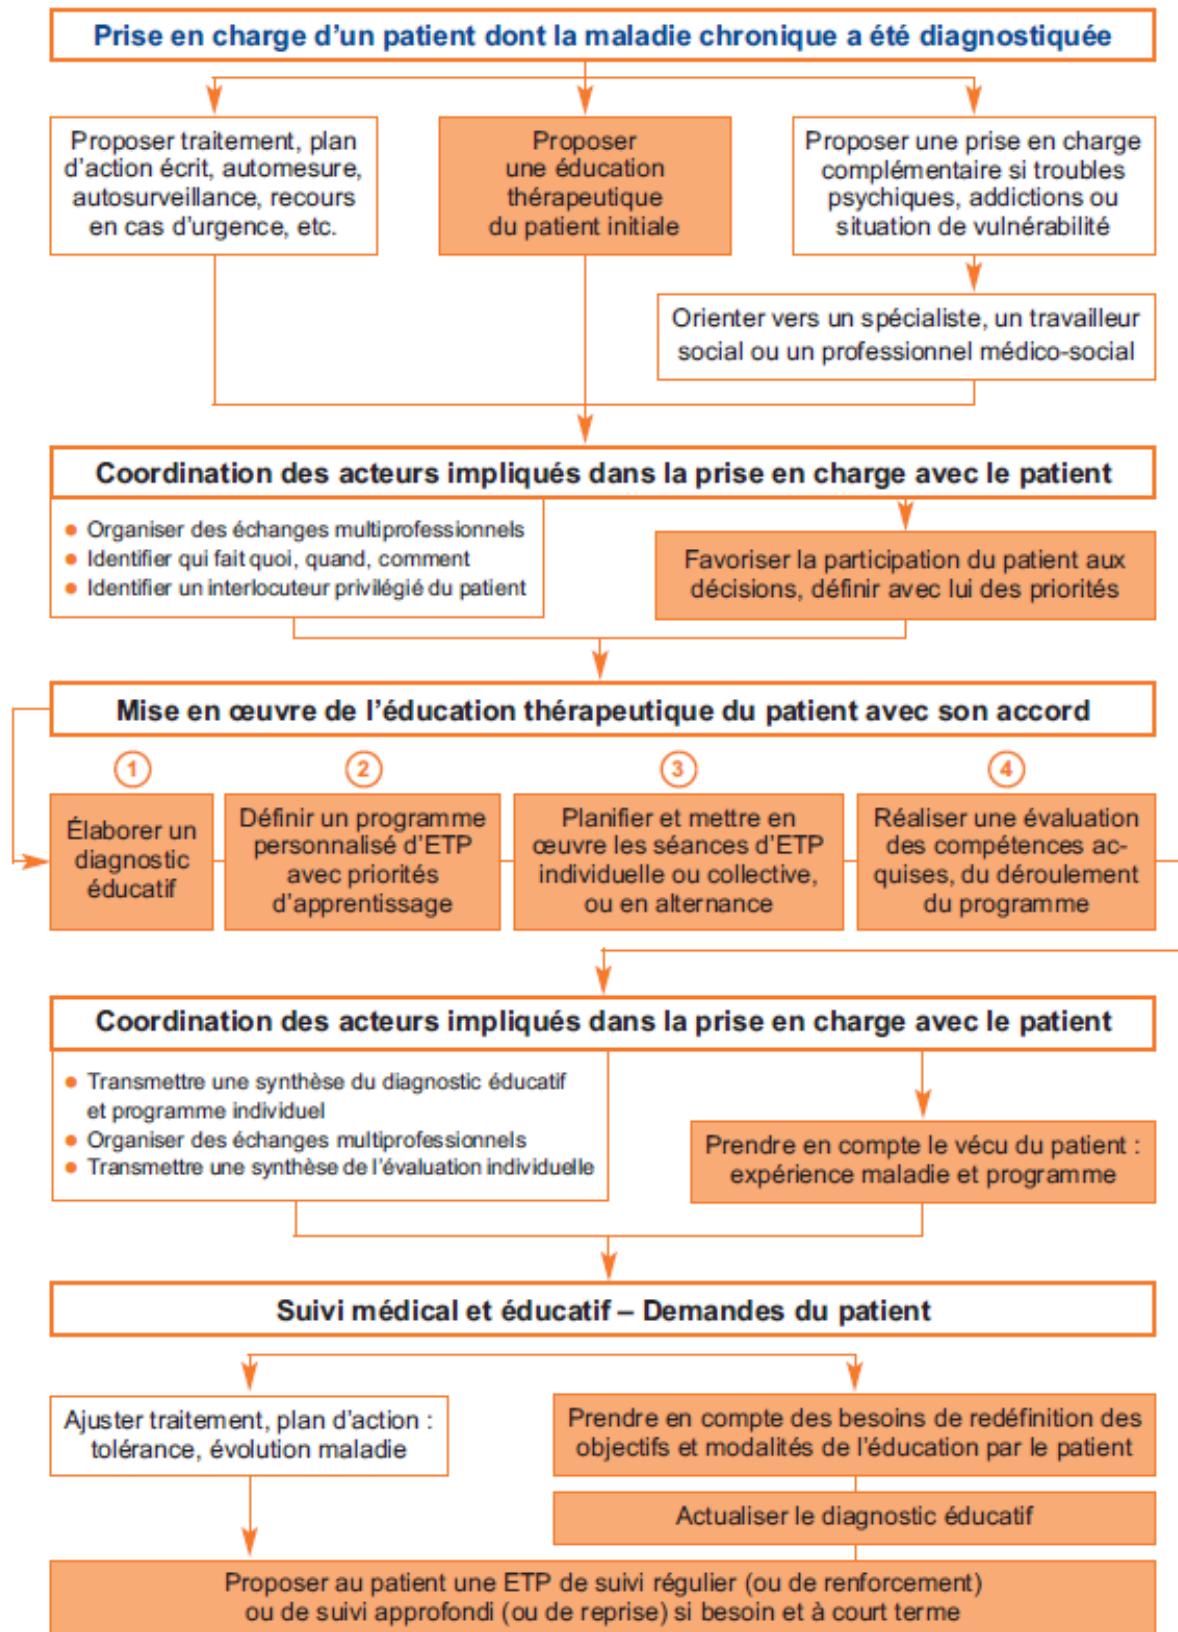 Prise en charge d'un patient dont la maladie chronique a été diagnostiquée
Proposer traitement, plan
d'action écrit, automesure,
autosurveillance, recours
en cas d'urgence, etc.
Proposer
une éducation
thérapeutique
du patient initiale
Proposer une prise en charge
complémentaire si troubles
psychiques, addictions ou
situation de vulnérabilité
Orienter vers un spécialiste, un travailleur
social ou un professionnel médico-social
Coordination des acteurs impliqués dans la prise en charge avec le patient
• Organiser des échanges multiprofessionnels
• Identifier qui fait quoi, quand, comment
• Identifier un interlocuteur privilégié du patient
Favoriser la participation du patient aux
décisions, définir avec lui des priorités
Mise en œuvre de l'éducation thérapeutique du patient avec son accord
1
Élaborer un
diagnostic
éducatif
2
Définir un programme
personnalisé d'ETP
avec priorités
d'apprentissage
3
Planifier et mettre en
œuvre les séances d'ETP
individuelle ou collective,
ou en alternance
4
Réaliser une évaluation
des compétences ac-
quises, du déroulement
du programme
Coordination des acteurs impliqués dans la prise en charge avec le patient
• Transmettre une synthèse du diagnostic éducatif
et programme individuel
• Organiser des échanges multiprofessionnels
• Transmettre une synthèse de l'évaluation individuelle
Prendre en compte le vécu du patient :
expérience maladie et programme
Suivi médical et éducatif – Demandes du patient
Ajuster traitement, plan d'action :
tolérance, évolution maladie
Prendre en compte des besoins de redéfinition des
objectifs et modalités de l'éducation par le patient
Actualiser le diagnostic éducatif
Proposer au patient une ETP de suivi régulier (ou de renforcement)
ou de suivi approfondi (ou de reprise) si besoin et à court terme